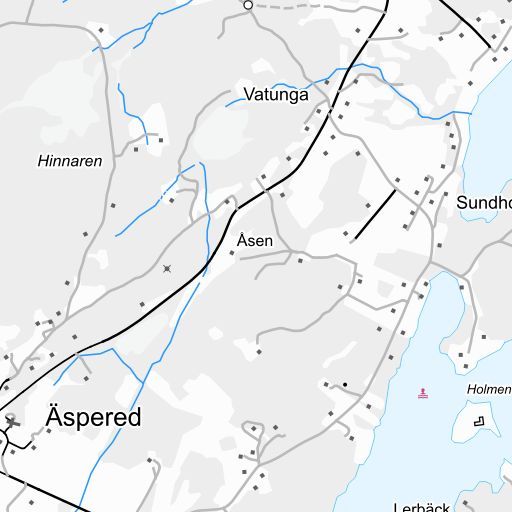 Vatunga
Hinnaren
Sundho
Åsen
Holmen
Äspered
Lerbäck